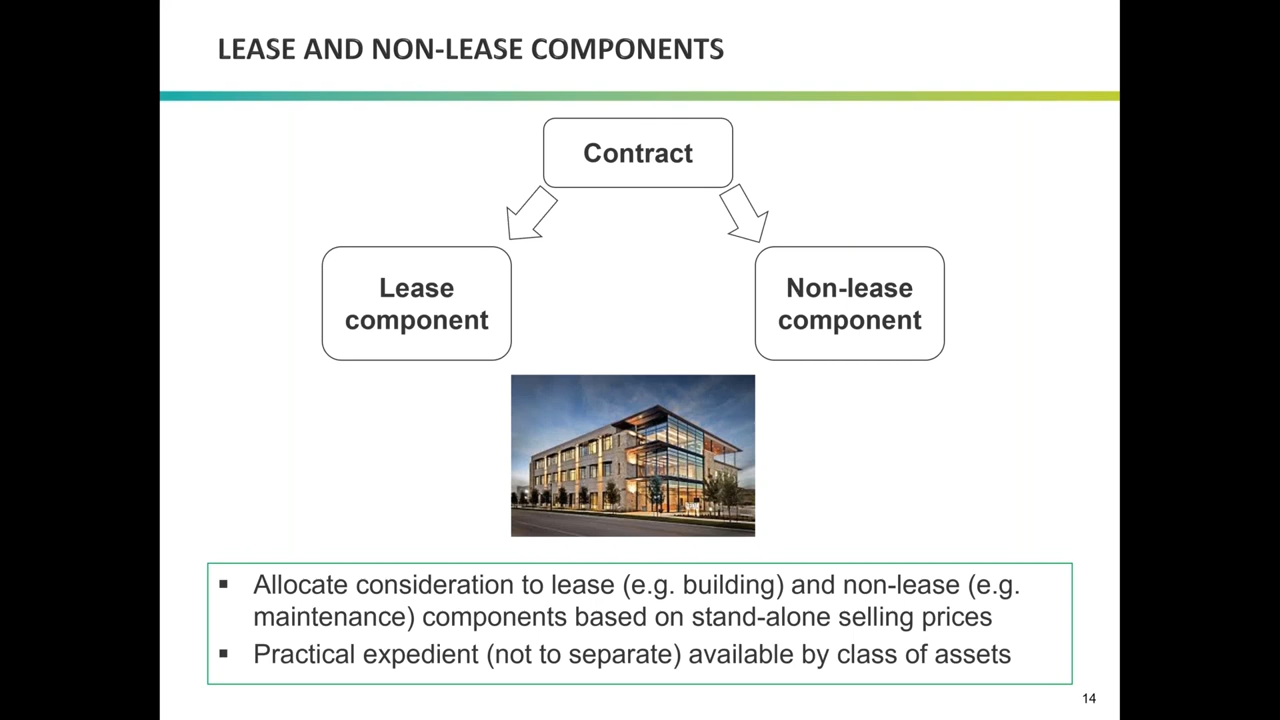 LEASE AND NON-LEASE COMPONENTS
Contract
Lease
component
Non-lease
component
▪ Allocate consideration to lease (e.g. building) and non-lease (e.g.
maintenance) components based on stand-alone selling prices
▪ Practical expedient (not to separate) available by class of assets
14